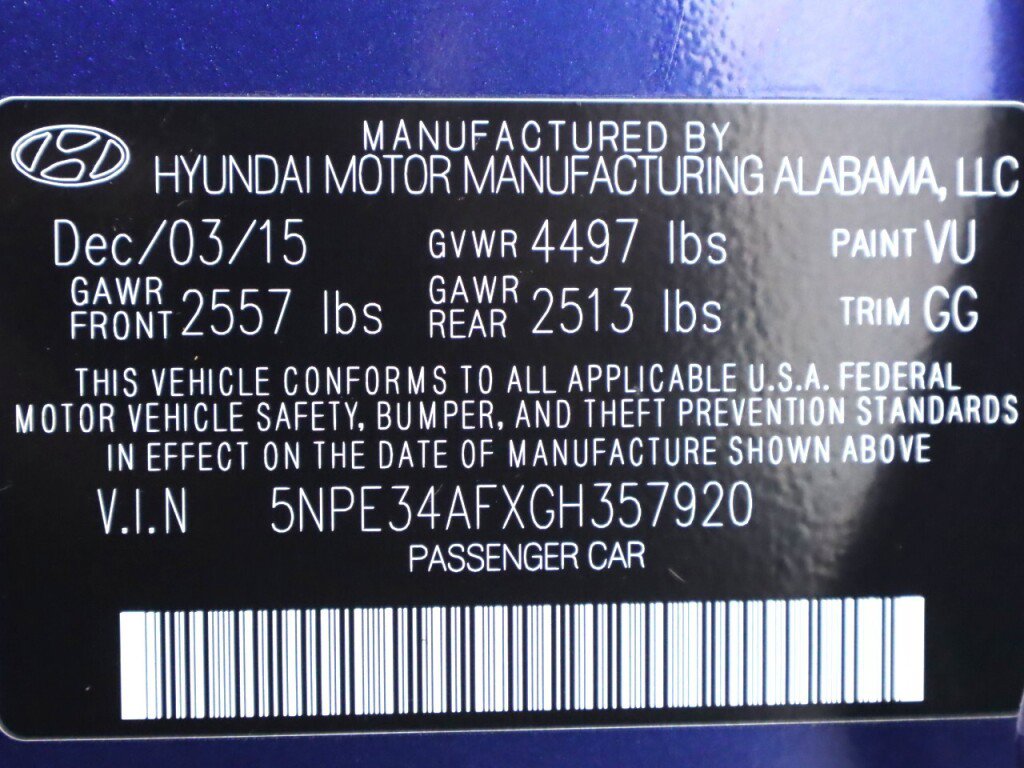 MANUFACTURED BY
HYUNDAI MOTOR MANUFACTURING ALABAMA, LLC
Dec/03/15 GVWR 4497 lbs PAINT VU
GAWR FRONT 2557 lbs GAWR REAR 2513 lbs TRIM GG
THIS VEHICLE CONFORMS TO ALL APPLICABLE U.S.A. FEDERAL
MOTOR VEHICLE SAFETY, BUMPER, AND THEFT PREVENTION STANDARDS
IN EFFECT ON THE DATE OF MANUFACTURE SHOWN ABOVE
V.I.N 5NPE34AFXGH357920
PASSENGER CAR